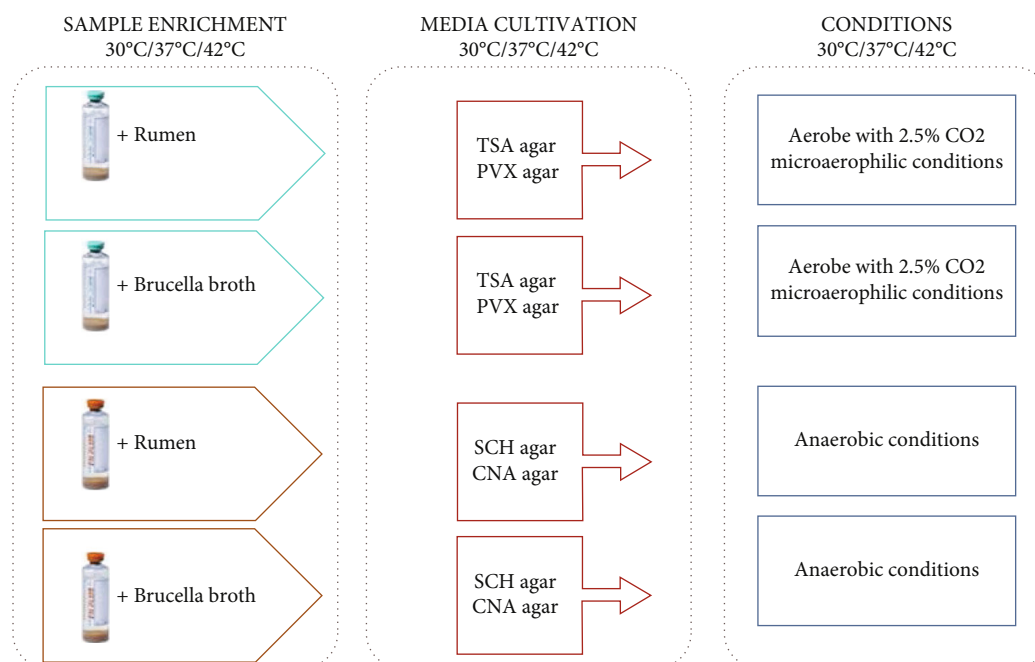 SAMPLE ENRICHMENT
30°C/37°C/42°C
MEDIA CULTIVATION
30°C/37°C/42°C
CONDITIONS
30°C/37°C/42°C
+ Rumen
TSA agar
PVX agar
Aerobe with 2.5% CO2
microaerophilic conditions
+ Brucella broth
TSA agar
PVX agar
Aerobe with 2.5% CO2
microaerophilic conditions
+ Rumen
SCH agar
CNA agar
Anaerobic conditions
+ Brucella broth
SCH agar
CNA agar
Anaerobic conditions